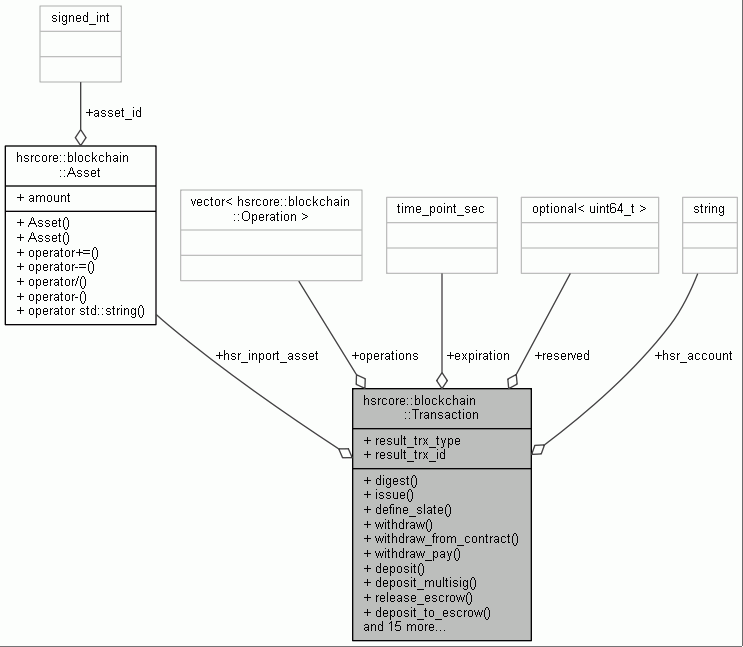 signed_int
+asset_id
hsrcore::blockchain
::Asset
+ amount
+ Asset()
+ Asset()
+ operator+=()
+ operator-=()
+ operator/()
+ operator-()
+ operator std::string()
vector< hsrcore::blockchain
::Operation >
time_point_sec
optional< uint64_t >
string
+hsr_inport_asset
+operations
+expiration
+reserved
+hsr_account
hsrcore::blockchain
::Transaction
+ result_trx_type
+ result_trx_id
+ digest()
+ issue()
+ define_slate()
+ withdraw()
+ withdraw_from_contract()
+ withdraw_pay()
+ deposit()
+ deposit_multisig()
+ release_escrow()
+ deposit_to_escrow()
and 15 more...